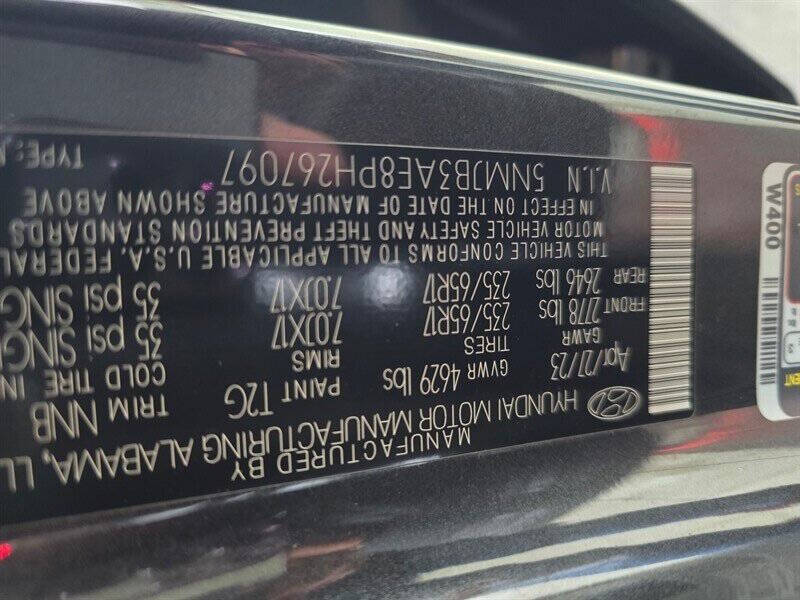 MANUFACTURED BY
HYUNDAI MOTOR MANUFACTURING ALABAMA, LL
Apr/ /23 GVWR 4629 lbs PAINT T2G TRIM NNB
GAWR TIRES RIMS COLD TIRE IN
FRONT 2778 lbs 235/65R17 7.0JX17 35 psi SING
REAR 2646 lbs 235/65R17 7.0JX17 35 psi SING
THIS VEHICLE CONFORMS TO ALL APPLICABLE U.S.A. FEDERAL
MOTOR VEHICLE SAFETY AND THEFT PREVENTION STANDARDS
IN EFFECT ON THE DATE OF MANUFACTURE SHOWN ABOVE
V.I.N 5NMJB3AE8PH267097 TYPE:
W400
ENT